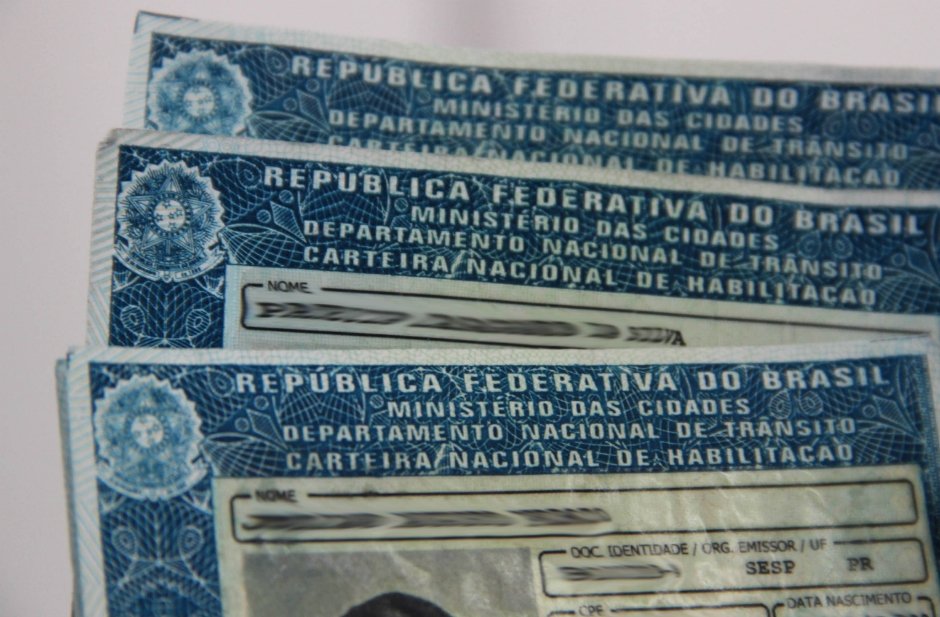 REPÚBLICA FEDERATIVA DO BRASIL
MINISTÉRIO DAS CIDADES
DEPARTAMENTO NACIONAL DE TRÂNSITO
CARTEIRA NACIONAL DE HABILITAÇÃO
REPÚBLICA FEDERATIVA DO BRASIL
MINISTÉRIO DAS CIDADES
DEPARTAMENTO NACIONAL DE TRÂNSITO
CARTEIRA NACIONAL DE HABILITAÇÃO
NOME
REPÚBLICA FEDERATIVA DO BRASIL
MINISTÉRIO DAS CIDADES
DEPARTAMENTO NACIONAL DE TRÂNSITO
CARTEIRA NACIONAL DE HABILITAÇÃO
NOME
DOC. IDENTIDADE / ORG. EMISSOR / UF
SESP PR
CPF DATA NASCIMENTO